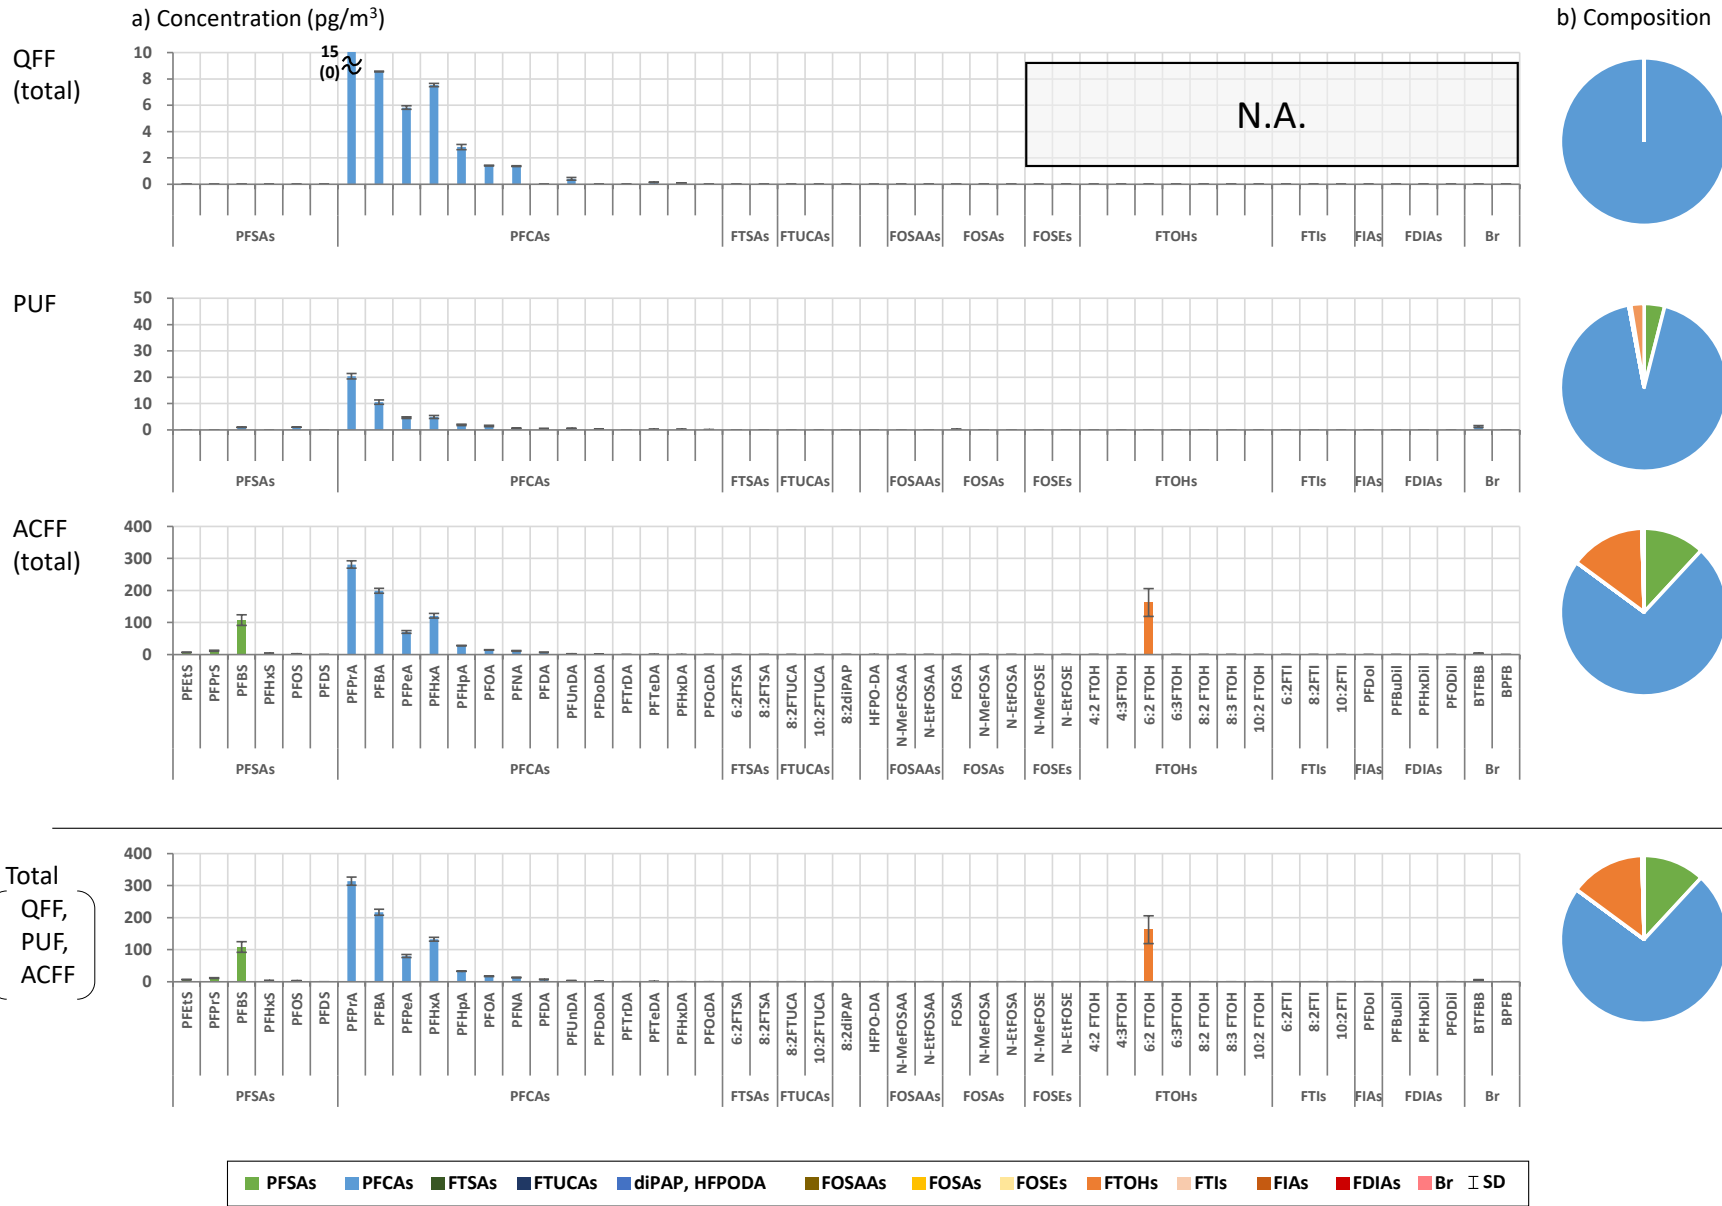 a) Concentration (pg/m³)
b) Composition
QFF
(total)
10
8
6
4
2
0
15
(0)
N.A.
PFSAs PFCAs FTSAs FTUCAs FOSAAs FOSAs FOSEs FTOHs FTIs FIAs FDIAs Br
PUF
50
40
30
20
10
0
PFSAs PFCAs FTSAs FTUCAs FOSAAs FOSAs FOSEs FTOHs FTIs FIAs FDIAs Br
ACFF
(total)
400
300
200
100
0
PFEtS PFPrS PFBS PFHxS PFOS PFDS PFPrA PFBA PFPeA PFHxA PFHpA PFOA PFNA PFDA PFUnDA PFDoDA PFTrDA PFTeDA PFHxDA PFOcDA 6:2FTSA 8:2FTSA 8:2FTUCA 10:2FTUCA 8:2diPAP HFPO-DA N-MeFOSAA N-EtFOSAA FOSA N-MeFOSA N-EtFOSA N-MeFOSE N-EtFOSE 4:2 FTOH 4:3FTOH 6:2 FTOH 6:3FTOH 8:2 FTOH 8:3 FTOH 10:2 FTOH 6:2FTI 8:2FTI 10:2FTI PFDoI PFBuDiI PFHxDiI PFODiI BTFBB BPFB
PFSAs PFCAs FTSAs FTUCAs FOSAAs FOSAs FOSEs FTOHs FTIs FIAs FDIAs Br
Total
QFF,
PUF,
ACFF
400
300
200
100
0
PFEtS PFPrS PFBS PFHxS PFOS PFDS PFPrA PFBA PFPeA PFHxA PFHpA PFOA PFNA PFDA PFUnDA PFDoDA PFTrDA PFTeDA PFHxDA PFOcDA 6:2FTSA 8:2FTSA 8:2FTUCA 10:2FTUCA 8:2diPAP HFPO-DA N-MeFOSAA N-EtFOSAA FOSA N-MeFOSA N-EtFOSA N-MeFOSE N-EtFOSE 4:2 FTOH 4:3FTOH 6:2 FTOH 6:3FTOH 8:2 FTOH 8:3 FTOH 10:2 FTOH 6:2FTI 8:2FTI 10:2FTI PFDoI PFBuDiI PFHxDiI PFODiI BTFBB BPFB
PFSAs PFCAs FTSAs FTUCAs FOSAAs FOSAs FOSEs FTOHs FTIs FIAs FDIAs Br
PFSAs PFCAs FTSAs FTUCAs diPAP, HFPODA FOSAAs FOSAs FOSEs FTOHs FTIs FIAs FDIAs Br SD